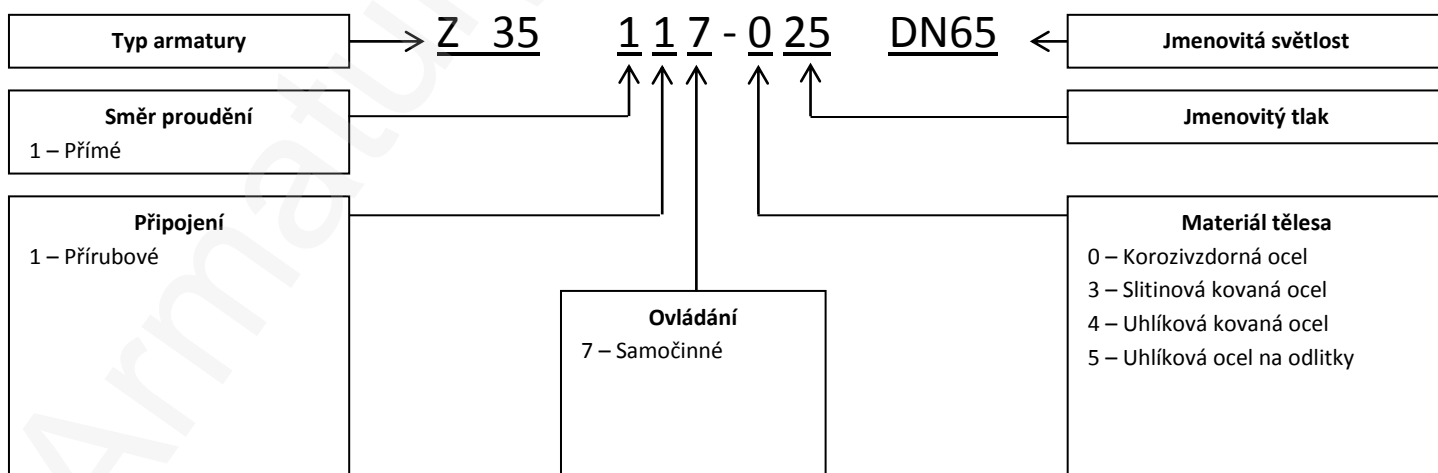 Typ armatury
Z 35 1 1 7 - 0 25 DN65
Jmenovitá světlost
Směr proudění
1 – Přímé
Jmenovitý tlak
Připojení
1 – Přírubové
Materiál tělesa
0 – Korozivzdorná ocel
3 – Slitinová kovaná ocel
4 – Uhlíková kovaná ocel
5 – Uhlíková ocel na odlitky
Ovládání
7 – Samočinné
Armatu